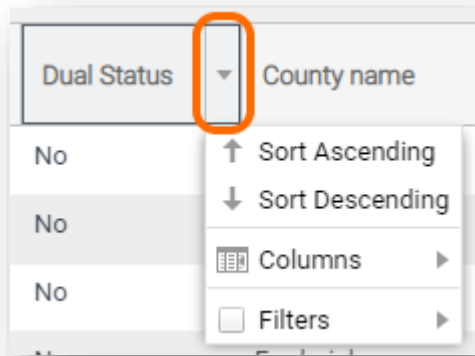 Dual Status County name
No
Sort Ascending
Sort Descending
No
Columns
No
Filters